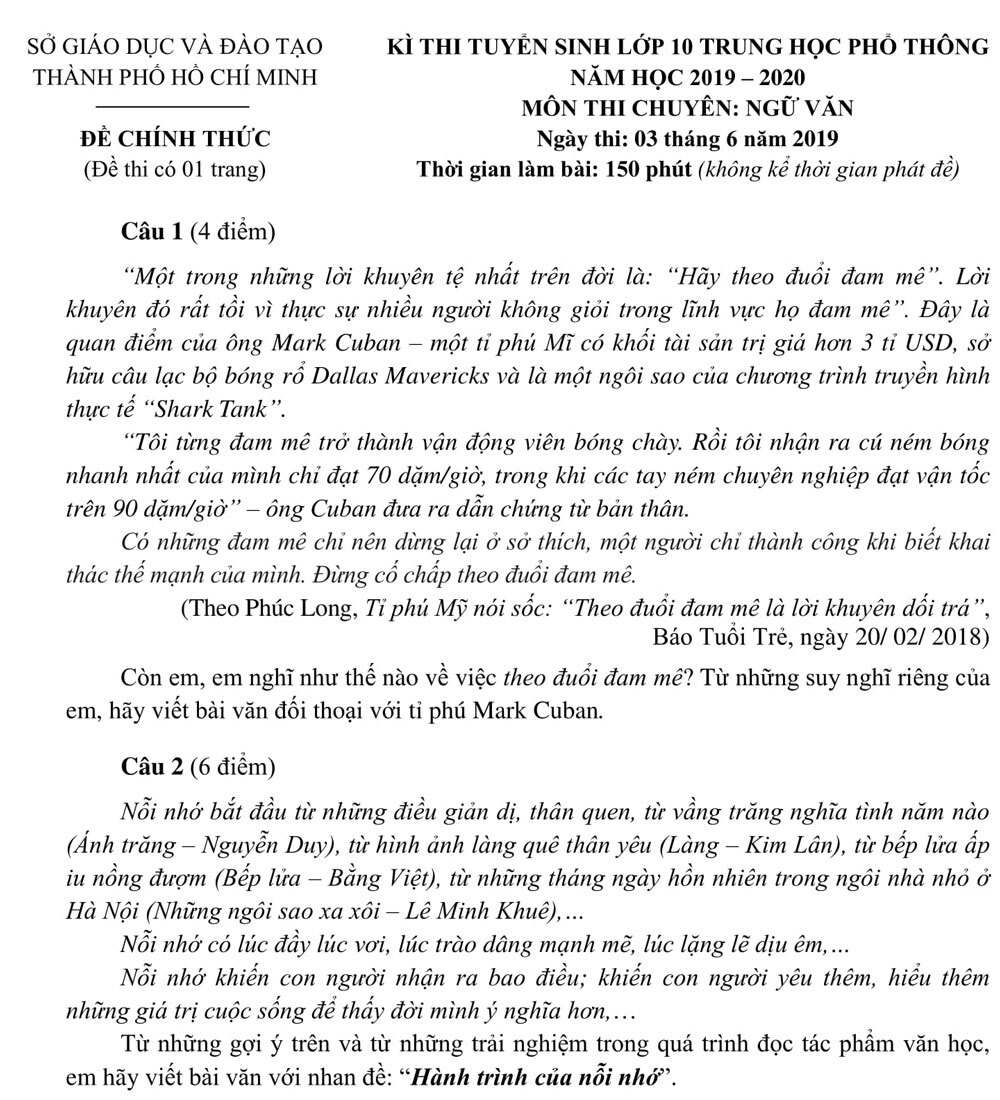 SỞ GIÁO DỤC VÀ ĐÀO TẠO
THÀNH PHỐ HỒ CHÍ MINH
ĐỀ CHÍNH THỨC
(Đề thi có 01 trang)
KÌ THI TUYỂN SINH LỚP 10 TRUNG HỌC PHỔ THÔNG
NĂM HỌC 2019 – 2020
MÔN THI CHUYÊN: NGỮ VĂN
Ngày thi: 03 tháng 6 năm 2019
Thời gian làm bài: 150 phút (không kể thời gian phát đề)
Câu 1 (4 điểm)
“Một trong những lời khuyên tệ nhất trên đời là: “Hãy theo đuổi đam mê”. Lời
khuyên đó rất tồi vì thực sự nhiều người không giỏi trong lĩnh vực họ đam mê”. Đây là
quan điểm của ông Mark Cuban – một tỉ phú Mĩ có khối tài sản trị giá hơn 3 tỉ USD, sở
hữu câu lạc bộ bóng rổ Dallas Mavericks và là một ngôi sao của chương trình truyền hình
thực tế “Shark Tank”.
“Tôi từng đam mê trở thành vận động viên bóng chày. Rồi tôi nhận ra cú ném bóng
nhanh nhất của mình chỉ đạt 70 dặm/giờ, trong khi các tay ném chuyên nghiệp đạt vận tốc
trên 90 dặm/giờ” – ông Cuban đưa ra dẫn chứng từ bản thân.
Có những đam mê chỉ nên dừng lại ở sở thích, một người chỉ thành công khi biết khai
thác thế mạnh của mình. Đừng cố chấp theo đuổi đam mê.
(Theo Phúc Long, Tỉ phú Mỹ nói sốc: “Theo đuổi đam mê là lời khuyên dối trá”,
Báo Tuổi Trẻ, ngày 20/ 02/ 2018)
Còn em, em nghĩ như thế nào về việc theo đuổi đam mê? Từ những suy nghĩ riêng của
em, hãy viết bài văn đối thoại với tỉ phú Mark Cuban.
Câu 2 (6 điểm)
Nỗi nhớ bắt đầu từ những điều giản dị, thân quen, từ vầng trăng nghĩa tình năm nào
(Ánh trăng – Nguyễn Duy), từ hình ảnh làng quê thân yêu (Làng – Kim Lân), từ bếp lửa ấp
iu nồng đượm (Bếp lửa – Bằng Việt), từ những tháng ngày hồn nhiên trong ngôi nhà nhỏ ở
Hà Nội (Những ngôi sao xa xôi – Lê Minh Khuê),...
Nỗi nhớ có lúc đầy lúc vơi, lúc trào dâng mạnh mẽ, lúc lặng lẽ dịu êm,...
Nỗi nhớ khiến con người nhận ra bao điều; khiến con người yêu thêm, hiểu thêm
những giá trị cuộc sống để thấy đời mình ý nghĩa hơn,...
Từ những gợi ý trên và từ những trải nghiệm trong quá trình đọc tác phẩm văn học,
em hãy viết bài văn với nhan đề: “Hành trình của nỗi nhớ”.